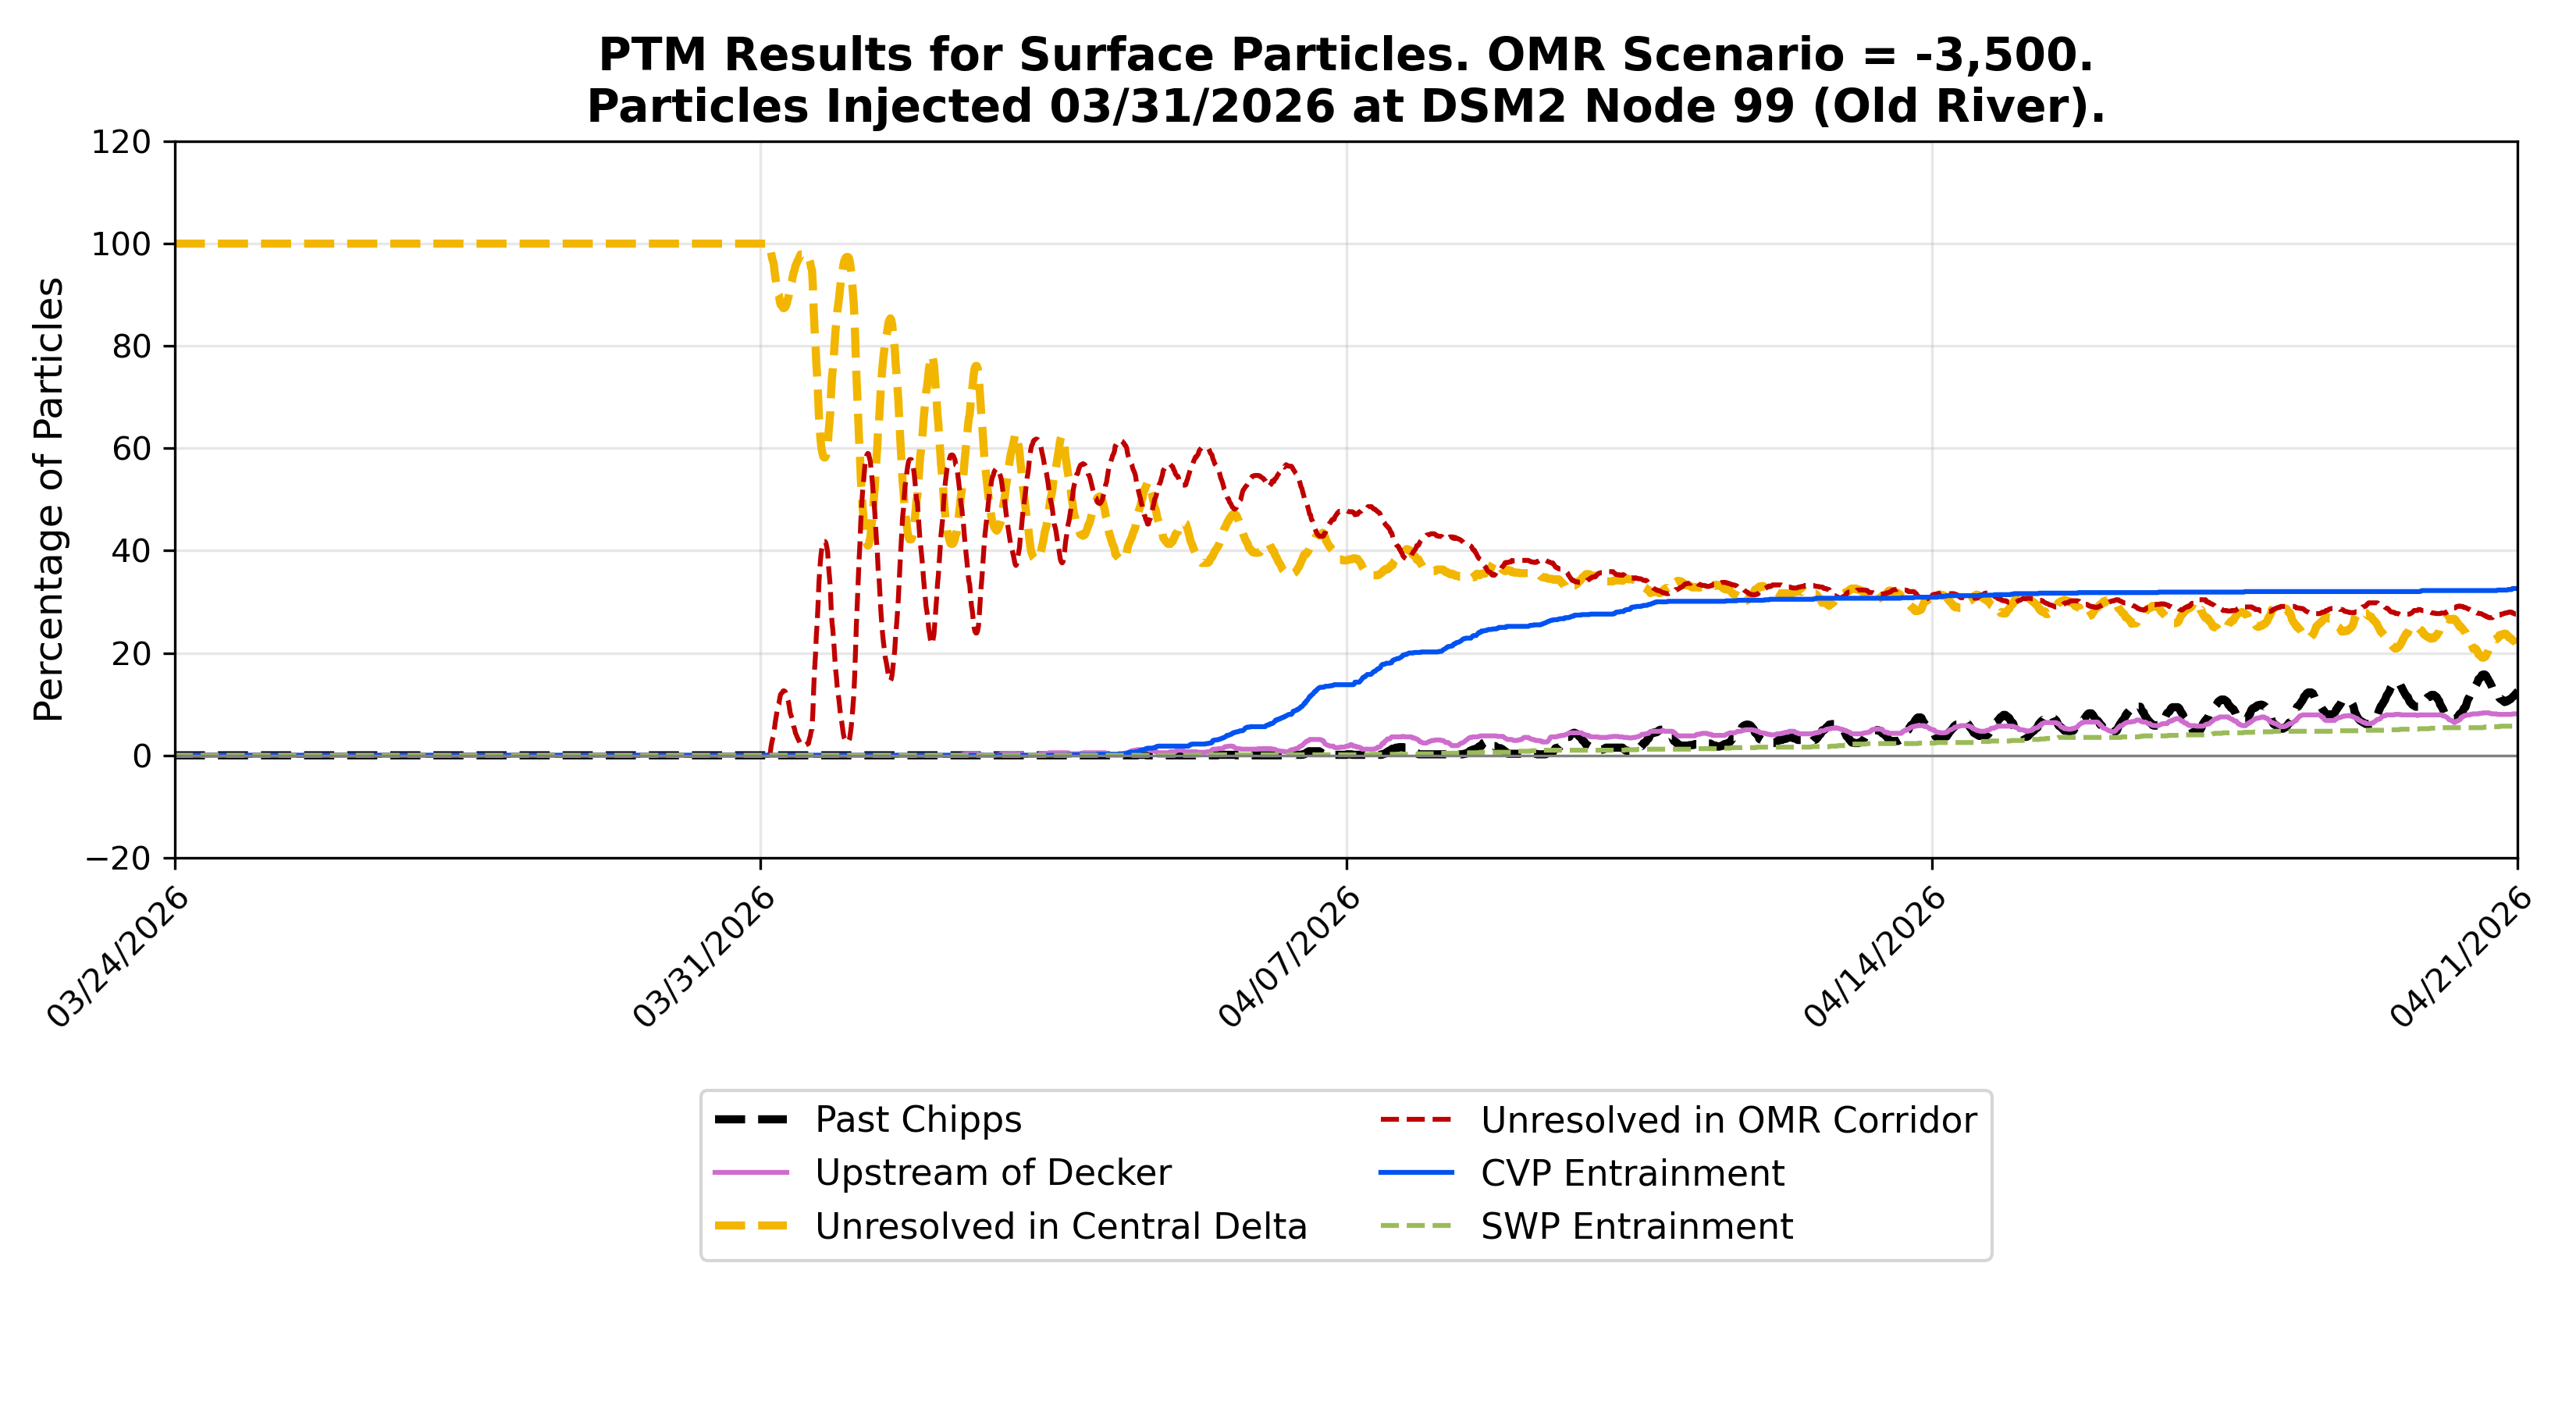 PTM Results for Surface Particles. OMR Scenario = -3,500.
Particles Injected 03/31/2026 at DSM2 Node 99 (Old River).
Percentage of Particles
120
100
80
60
40
20
0
−20
03/24/2026
03/31/2026
04/07/2026
04/14/2026
04/21/2026
Past Chipps
Upstream of Decker
Unresolved in Central Delta
Unresolved in OMR Corridor
CVP Entrainment
SWP Entrainment